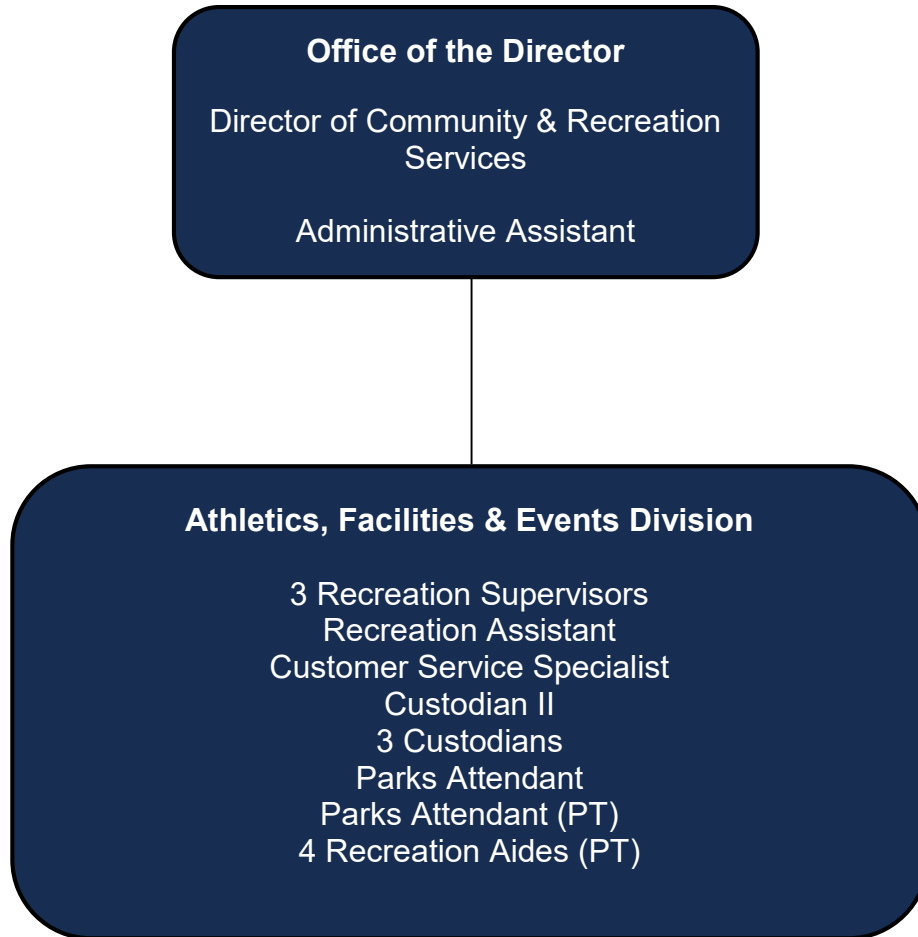 Office of the Director
Director of Community & Recreation
Services
Administrative Assistant
Athletics, Facilities & Events Division
3 Recreation Supervisors
Recreation Assistant
Customer Service Specialist
Custodian II
3 Custodians
Parks Attendant
Parks Attendant (PT)
4 Recreation Aides (PT)